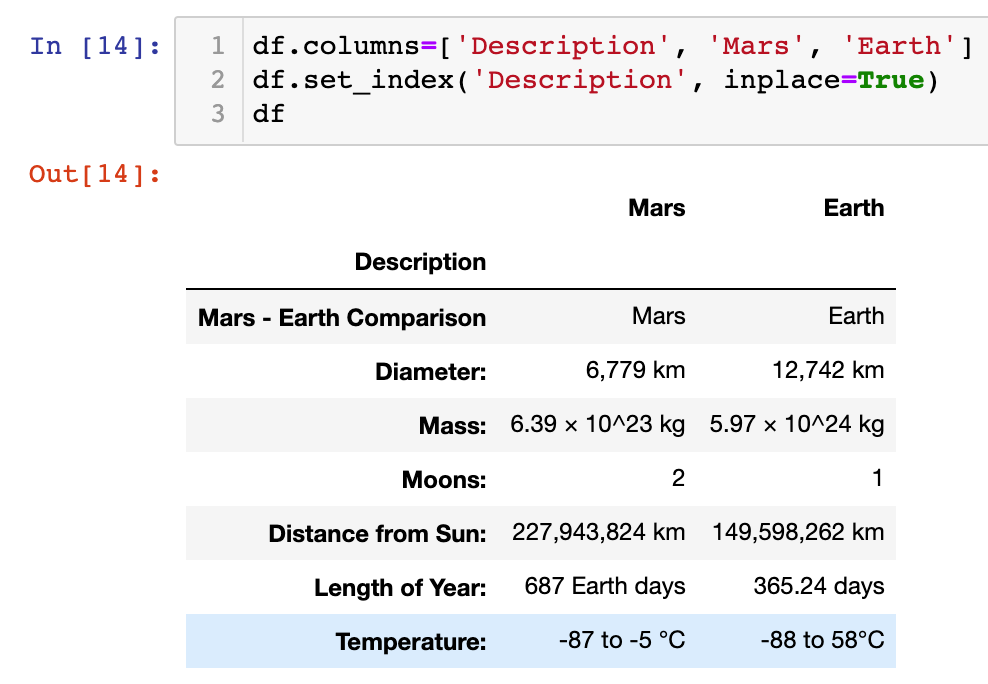 In [14]:
1 df.columns=['Description', 'Mars', 'Earth']
2 df.set_index('Description', inplace=True)
3 df
Out[14]:
Mars Earth
Description
Mars - Earth Comparison Mars Earth
Diameter: 6,779 km 12,742 km
Mass: 6.39 × 10^23 kg 5.97 × 10^24 kg
Moons: 2 1
Distance from Sun: 227,943,824 km 149,598,262 km
Length of Year: 687 Earth days 365.24 days
Temperature: -87 to -5 °C -88 to 58°C